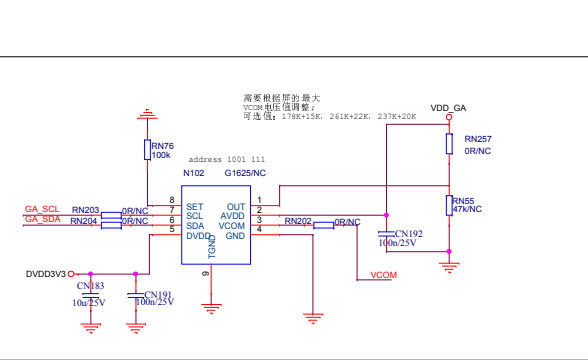 需要根据屏的最大
VCOM电压值调整；
可选值：178K+15K, 261K+22K, 237K+20K
VDD_GA
RN257
0R/NC
RN76
100k
address 1001 111
N102 G1625/NC
RN55
47k/NC
8 SET OUT 1
GA_SCL RN203 0R/NC 7 SCL AVDD 2
GA_SDA RN204 0R/NC 6 SDA VCOM 3 RN202 0R/NC
5 DVDD GND 4
TGND
9
CN192
100n/25V
DVDD3V3
VCOM
CN183
10u/25V
CN191
100n/25V